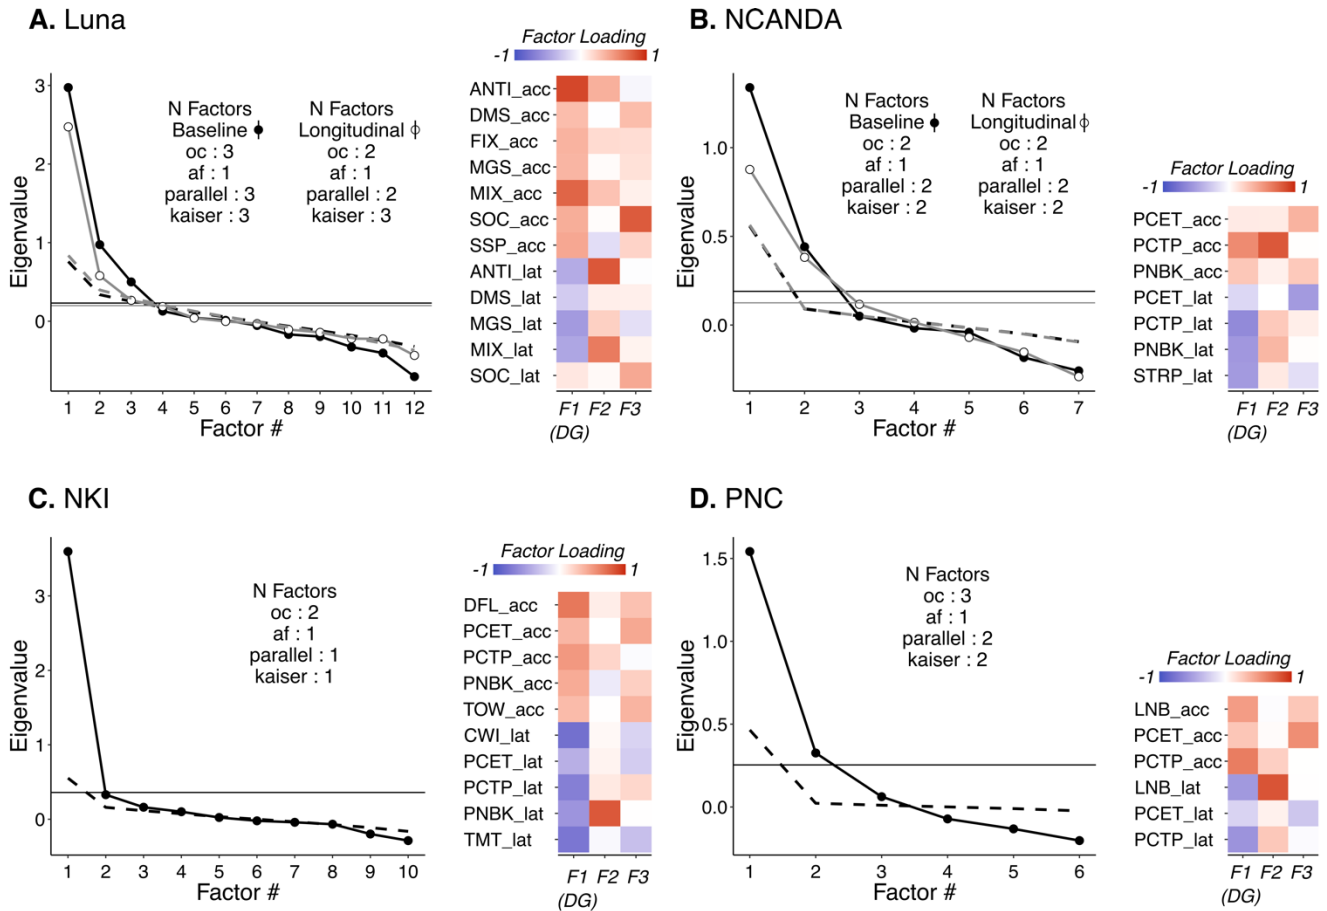 A. Luna
Factor Loading
-1 1
Eigenvalue
3
2
1
0
N Factors
Baseline
oc : 3
af : 1
parallel : 3
kaiser : 3
N Factors
Longitudinal
oc : 2
af : 1
parallel : 2
kaiser : 3
1 2 3 4 5 6 7 8 9 10 11 12
Factor #
ANTI_acc
DMS_acc
FIX_acc
MGS_acc
MIX_acc
SOC_acc
SSP_acc
ANTI_lat
DMS_lat
MGS_lat
MIX_lat
SOC_lat
F1 F2 F3
(DG)
B. NCANDA
Eigenvalue
1.0
0.5
0.0
N Factors
Baseline
oc : 2
af : 1
parallel : 2
kaiser : 2
N Factors
Longitudinal
oc : 2
af : 1
parallel : 2
kaiser : 2
1 2 3 4 5 6 7
Factor #
Factor Loading
-1 1
PCET_acc
PCTP_acc
PNBK_acc
PCET_lat
PCTP_lat
PNBK_lat
STRP_lat
F1 F2 F3
(DG)
C. NKI
Eigenvalue
3
2
1
0
N Factors
oc : 2
af : 1
parallel : 1
kaiser : 1
1 2 3 4 5 6 7 8 9 10
Factor #
Factor Loading
-1 1
DFL_acc
PCET_acc
PCTP_acc
PNBK_acc
TOW_acc
CWI_lat
PCET_lat
PCTP_lat
PNBK_lat
TMT_lat
F1 F2 F3
(DG)
D. PNC
Eigenvalue
1.5
1.0
0.5
0.0
N Factors
oc : 3
af : 1
parallel : 2
kaiser : 2
1 2 3 4 5 6
Factor #
Factor Loading
-1 1
LNB_acc
PCET_acc
PCTP_acc
LNB_lat
PCET_lat
PCTP_lat
F1 F2 F3
(DG)